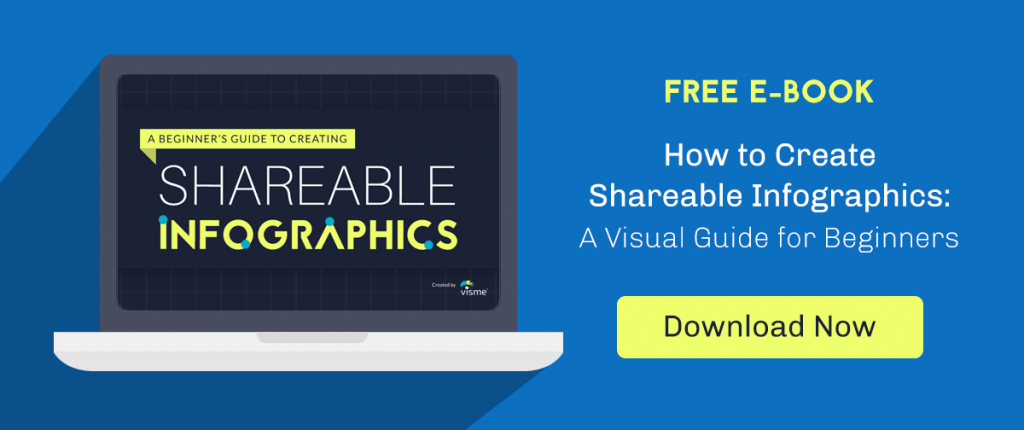 A BEGINNER'S GUIDE TO CREATING
SHAREABLE
INFOGRAPHICS
Created by
visme
FREE E-BOOK
How to Create
Shareable Infographics:
A Visual Guide for Beginners
Download Now